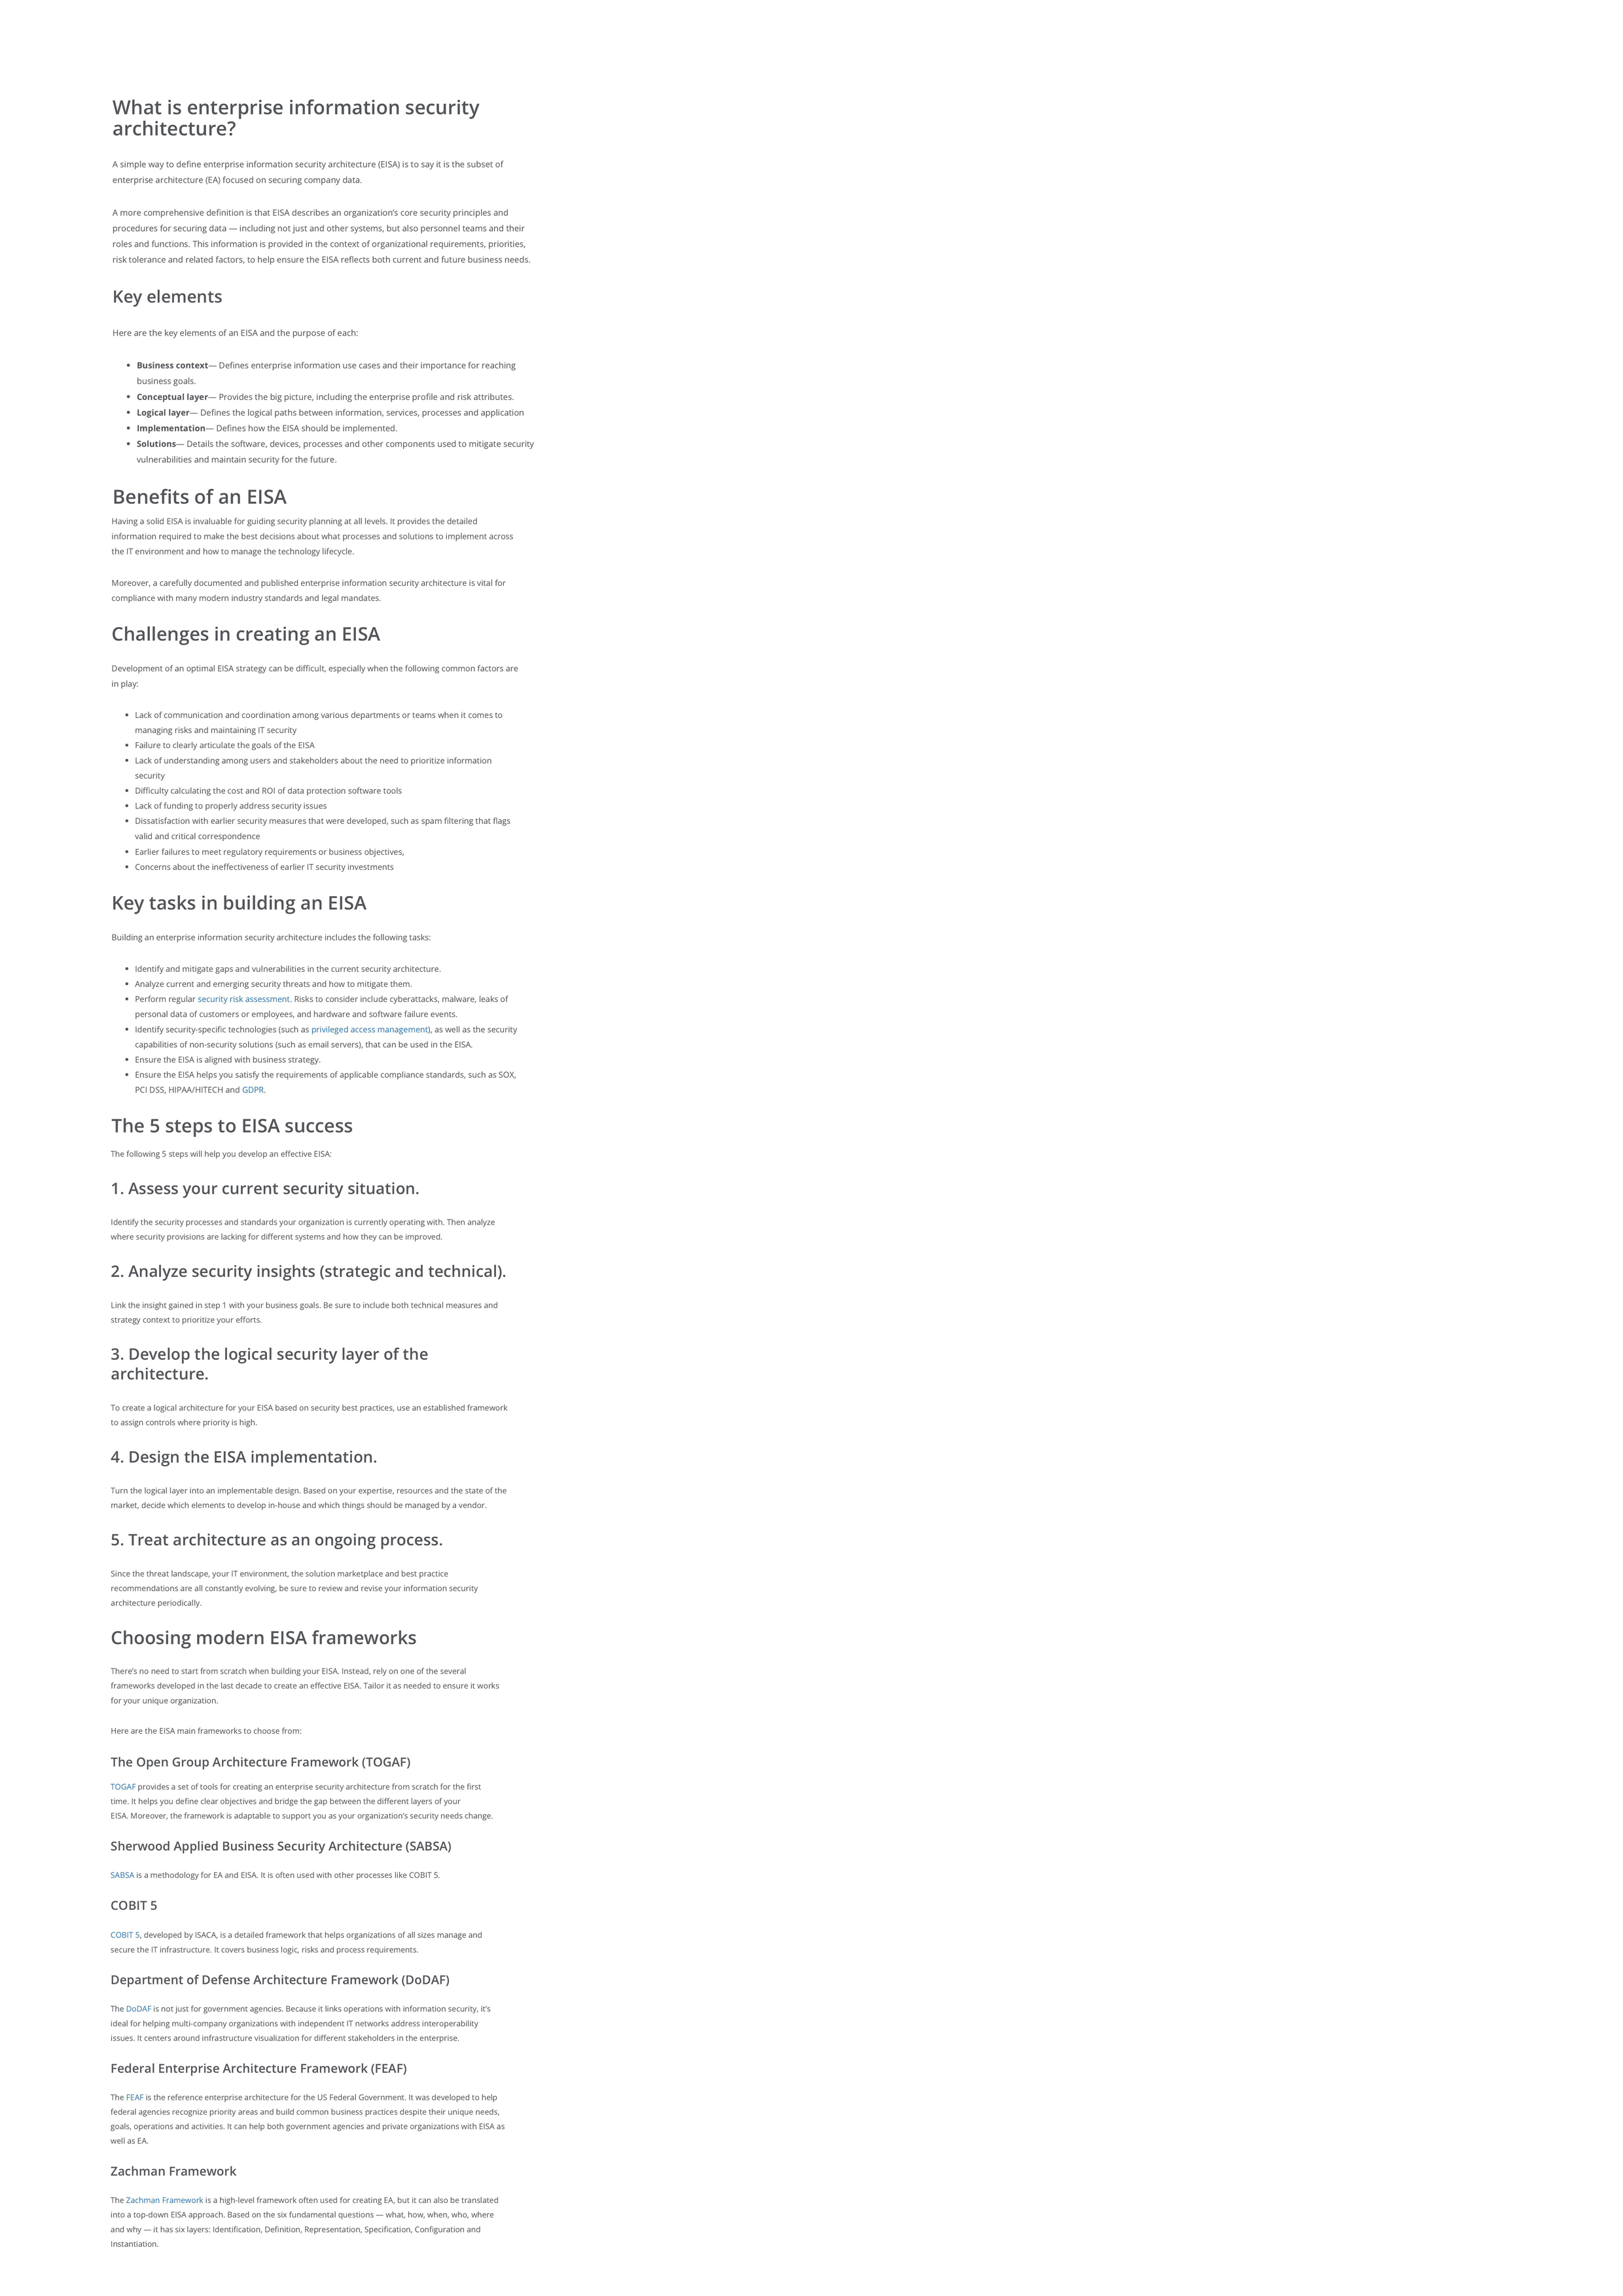 What is enterprise information security
architecture?
A simple way to define enterprise information security architecture (EISA) is to say it is the subset of
enterprise architecture (EA) focused on securing company data.
A more comprehensive definition is that EISA describes an organization’s core security principles and
procedures for securing data — including not just and other systems, but also personnel teams and their
roles and functions. This information is provided in the context of organizational requirements, priorities,
risk tolerance and related factors, to help ensure the EISA reflects both current and future business needs.
Key elements
Here are the key elements of an EISA and the purpose of each:
• Business context— Defines enterprise information use cases and their importance for reaching
business goals.
• Conceptual layer— Provides the big picture, including the enterprise profile and risk attributes.
• Logical layer— Defines the logical paths between information, services, processes and application
• Implementation— Defines how the EISA should be implemented.
• Solutions— Details the software, devices, processes and other components used to mitigate security
vulnerabilities and maintain security for the future.
Benefits of an EISA
Having a solid EISA is invaluable for guiding security planning at all levels. It provides the detailed
information required to make the best decisions about what processes and solutions to implement across
the IT environment and how to manage the technology lifecycle.
Moreover, a carefully documented and published enterprise information security architecture is vital for
compliance with many modern industry standards and legal mandates.
Challenges in creating an EISA
Development of an optimal EISA strategy can be difficult, especially when the following common factors are
in play:
• Lack of communication and coordination among various departments or teams when it comes to
managing risks and maintaining IT security
• Failure to clearly articulate the goals of the EISA
• Lack of understanding among users and stakeholders about the need to prioritize information
security
• Difficulty calculating the cost and ROI of data protection software tools
• Lack of funding to properly address security issues
• Dissatisfaction with earlier security measures that were developed, such as spam filtering that flags
valid and critical correspondence
• Earlier failures to meet regulatory requirements or business objectives,
• Concerns about the ineffectiveness of earlier IT security investments
Key tasks in building an EISA
Building an enterprise information security architecture includes the following tasks:
• Identify and mitigate gaps and vulnerabilities in the current security architecture.
• Analyze current and emerging security threats and how to mitigate them.
• Perform regular security risk assessment. Risks to consider include cyberattacks, malware, leaks of
personal data of customers or employees, and hardware and software failure events.
• Identify security-specific technologies (such as privileged access management), as well as the security
capabilities of non-security solutions (such as email servers), that can be used in the EISA.
• Ensure the EISA is aligned with business strategy.
• Ensure the EISA helps you satisfy the requirements of applicable compliance standards, such as SOX,
PCI DSS, HIPAA/HITECH and GDPR.
The 5 steps to EISA success
The following 5 steps will help you develop an effective EISA:
1. Assess your current security situation.
Identify the security processes and standards your organization is currently operating with. Then analyze
where security provisions are lacking for different systems and how they can be improved.
2. Analyze security insights (strategic and technical).
Link the insight gained in step 1 with your business goals. Be sure to include both technical measures and
strategy context to prioritize your efforts.
3. Develop the logical security layer of the
architecture.
To create a logical architecture for your EISA based on security best practices, use an established framework
to assign controls where priority is high.
4. Design the EISA implementation.
Turn the logical layer into an implementable design. Based on your expertise, resources and the state of the
market, decide which elements to develop in-house and which things should be managed by a vendor.
5. Treat architecture as an ongoing process.
Since the threat landscape, your IT environment, the solution marketplace and best practice
recommendations are all constantly evolving, be sure to review and revise your information security
architecture periodically.
Choosing modern EISA frameworks
There’s no need to start from scratch when building your EISA. Instead, rely on one of the several
frameworks developed in the last decade to create an effective EISA. Tailor it as needed to ensure it works
for your unique organization.
Here are the EISA main frameworks to choose from:
The Open Group Architecture Framework (TOGAF)
TOGAF provides a set of tools for creating an enterprise security architecture from scratch for the first
time. It helps you define clear objectives and bridge the gap between the different layers of your
EISA. Moreover, the framework is adaptable to support you as your organization’s security needs change.
Sherwood Applied Business Security Architecture (SABSA)
SABSA is a methodology for EA and EISA. It is often used with other processes like COBIT 5.
COBIT 5
COBIT 5, developed by ISACA, is a detailed framework that helps organizations of all sizes manage and
secure the IT infrastructure. It covers business logic, risks and process requirements.
Department of Defense Architecture Framework (DoDAF)
The DoDAF is not just for government agencies. Because it links operations with information security, it’s
ideal for helping multi-company organizations with independent IT networks address interoperability
issues. It centers around infrastructure visualization for different stakeholders in the enterprise.
Federal Enterprise Architecture Framework (FEAF)
The FEAF is the reference enterprise architecture for the US Federal Government. It was developed to help
federal agencies recognize priority areas and build common business practices despite their unique needs,
goals, operations and activities. It can help both government agencies and private organizations with EISA as
well as EA.
Zachman Framework
The Zachman Framework is a high-level framework often used for creating EA, but it can also be translated
into a top-down EISA approach. Based on the six fundamental questions — what, how, when, who, where
and why — it has six layers: Identification, Definition, Representation, Specification, Configuration and
Instantiation.